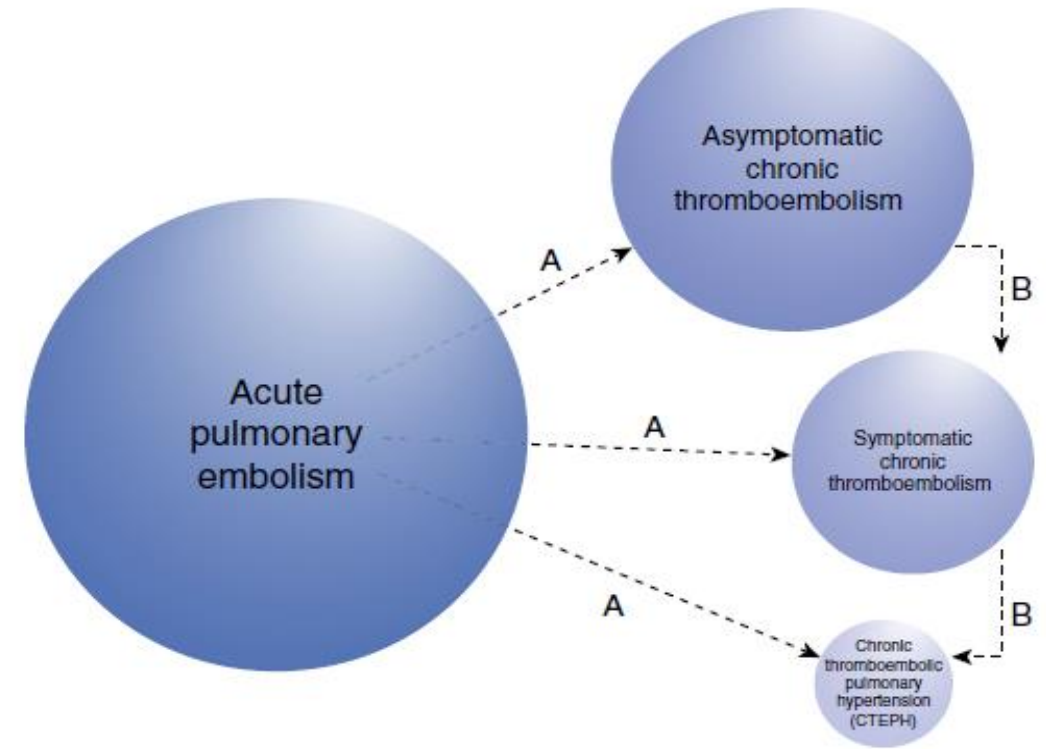 Asymptomatic
chronic
thromboembolism
A
B
Acute
pulmonary
embolism
A
Symptomatic
chronic
thromboembolism
A
B
Chronic
thromboembolic
pulmonary
hypertension
(CTEPH)